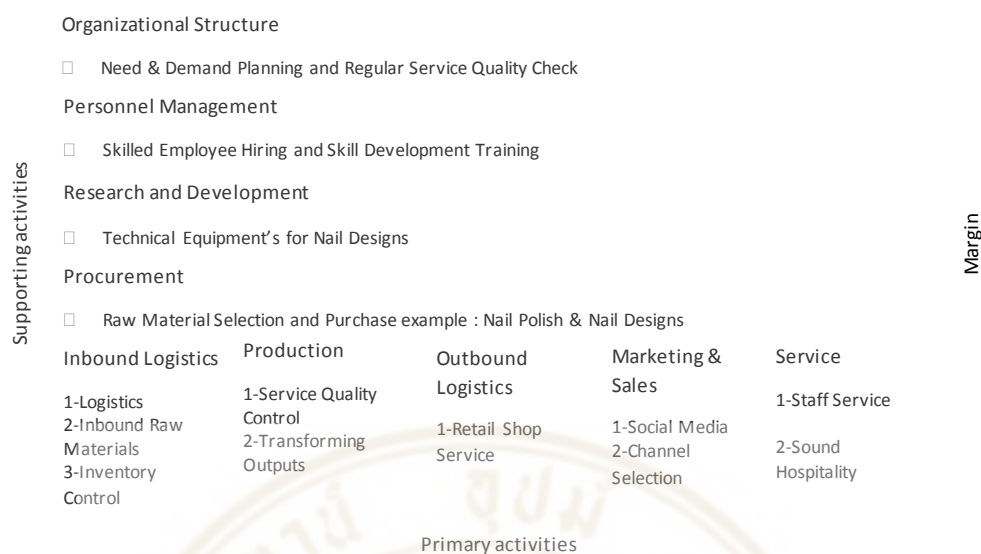 Organizational Structure
Need & Demand Planning and Regular Service Quality Check
Personnel Management
Skilled Employee Hiring and Skill Development Training
Research and Development
Technical Equipment's for Nail Designs
Procurement
Raw Material Selection and Purchase example : Nail Polish & Nail Designs
Supporting activities
Margin
Inbound Logistics
1-Logistics
2-Inbound Raw
Materials
3-Inventory
Control
Production
1-Service Quality
Control
2-Transforming
Outputs
Outbound
Logistics
1-Retail Shop
Service
Marketing &
Sales
1-Social Media
2-Channel
Selection
Service
1-Staff Service
2-Sound
Hospitality
Primary activities